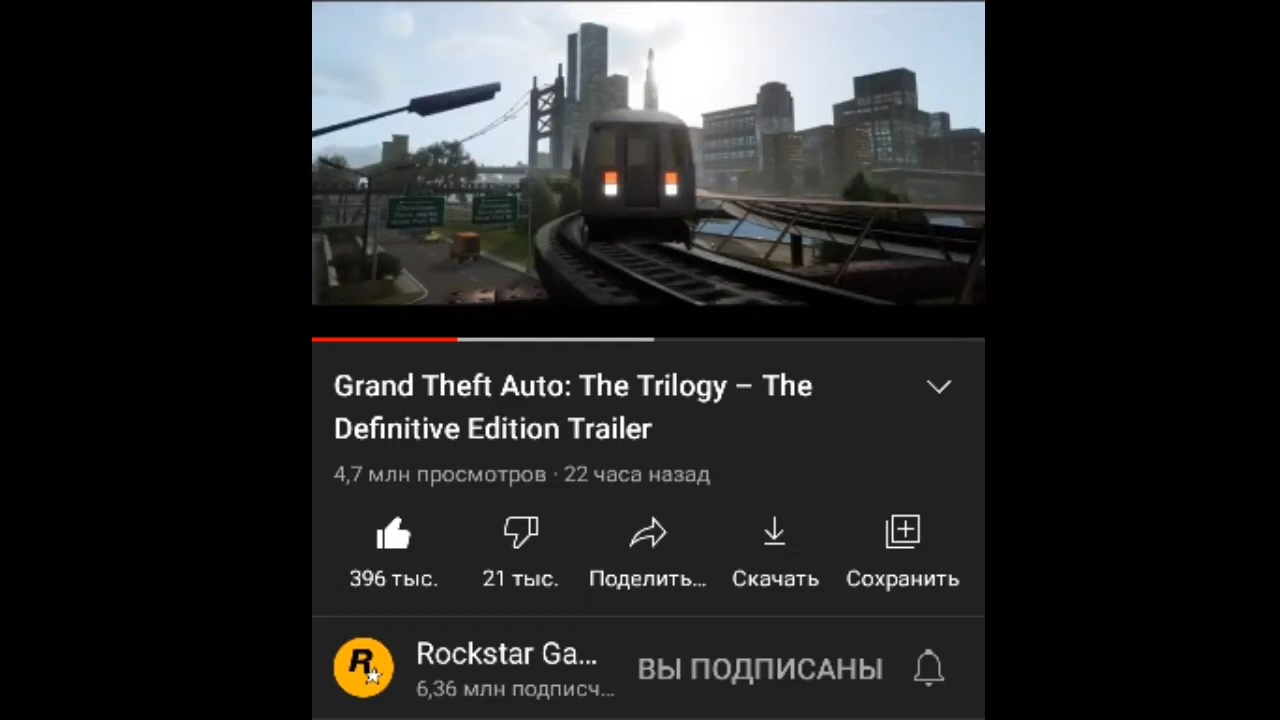 Grand Theft Auto: The Trilogy – The
Definitive Edition Trailer
4,7 млн просмотров · 22 часа назад
396 тыс.
21 тыс.
Поделить...
Скачать
Сохранить
R
Rockstar Ga...
6,36 млн подписч...
ВЫ ПОДПИСАНЫ